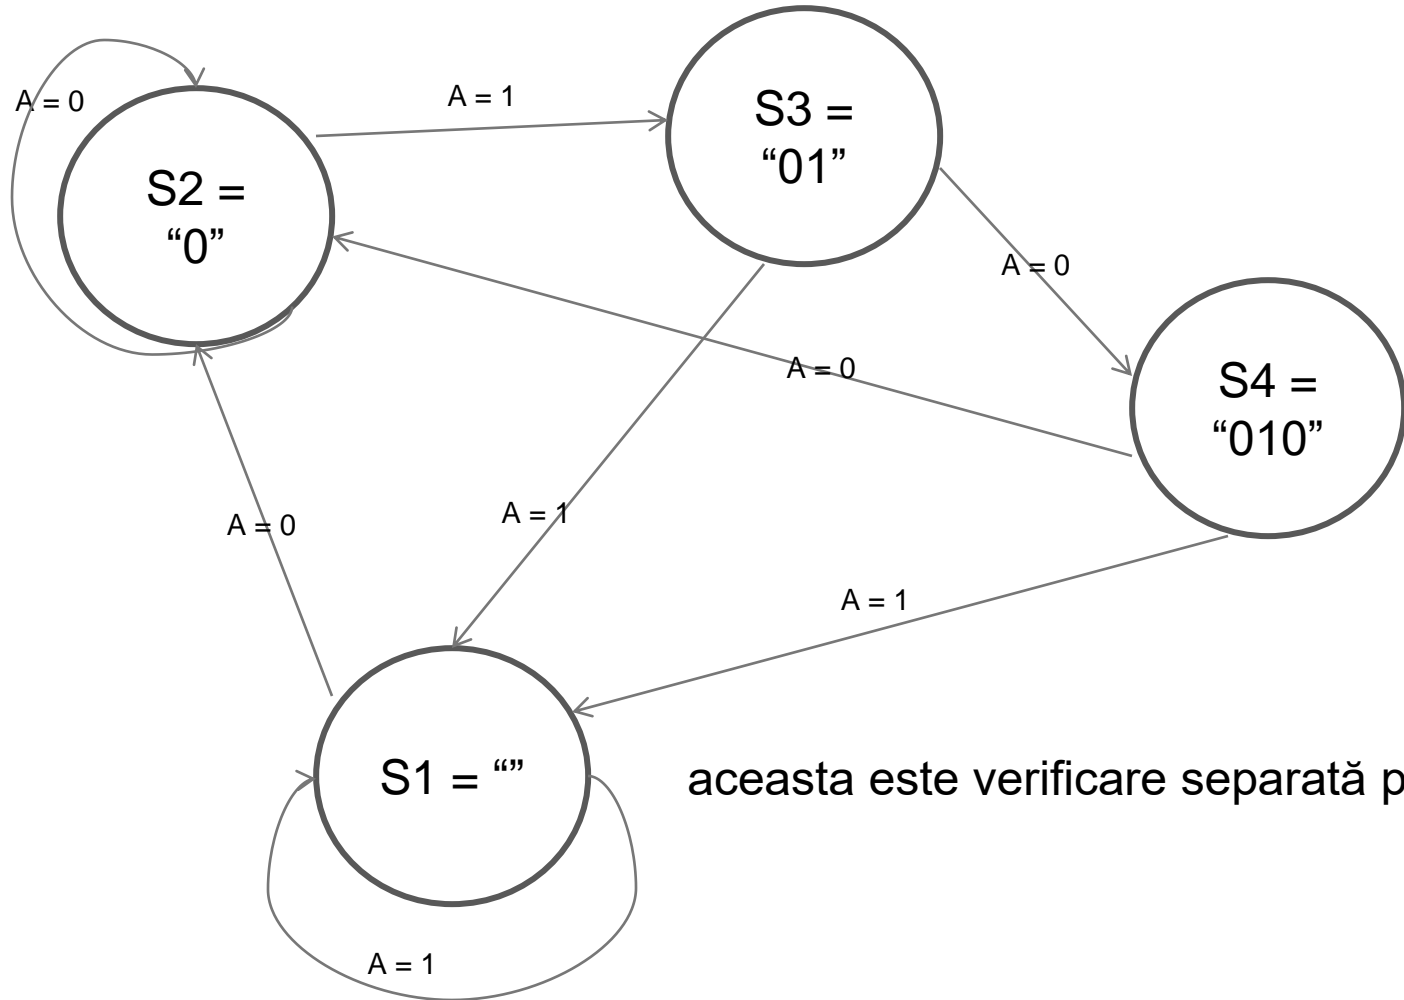 A = 0
A = 1
S3 =
“01”
S2 =
“0”
A = 0
A = 0
S4 =
“010”
A = 0
A = 1
A = 1
S1 = “”
aceasta este verificare separată
A = 1